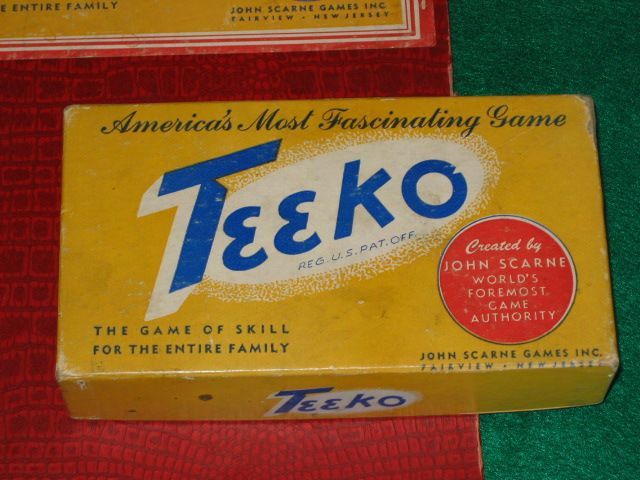 ENTIRE FAMILY
JOHN SCARNE GAMES INC.
FAIRVIEW - NEW JERSEY
America's Most Fascinating Game
TEEKO
REG. U.S. PAT. OFF.
Created by
JOHN SCARNE
WORLD'S
FOREMOST
GAME
AUTHORITY
THE GAME OF SKILL
FOR THE ENTIRE FAMILY
JOHN SCARNE GAMES INC.
FAIRVIEW - NEW JERSEY
TEEKO